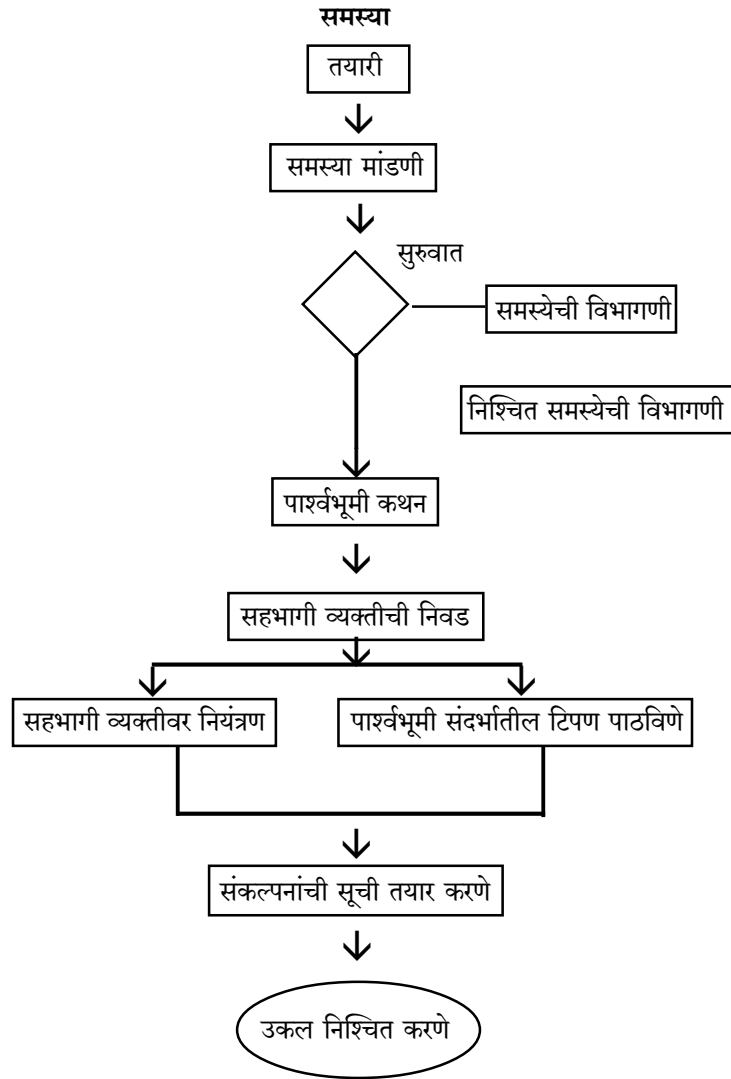 समस्या
तयारी
समस्या मांडणी
सुरुवात
समस्येची विभागणी
निश्चित समस्येची विभागणी
पार्श्वभूमी कथन
सहभागी व्यक्तीची निवड
सहभागी व्यक्तीवर नियंत्रण
पार्श्वभूमी संदर्भातील टिपण पाठविणे
संकल्पनांची सूची तयार करणे
उकल निश्चित करणे